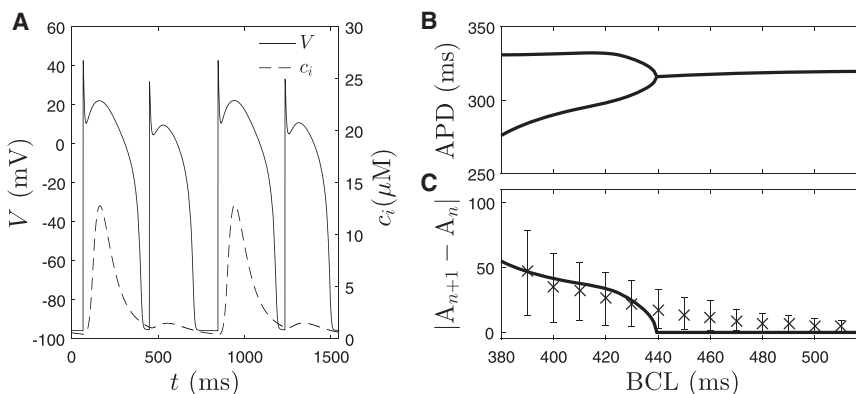 A
60
40
20
0
-20
-40
-60
-80
-100
V (mV)
V
c_i
30
25
20
15
10
5
0
c_i(μM)
0 500 1000 1500
t (ms)
B
350
300
250
APD (ms)
C
100
50
0
|A_{n+1} − A_n|
380 400 420 440 460 480 500
BCL (ms)